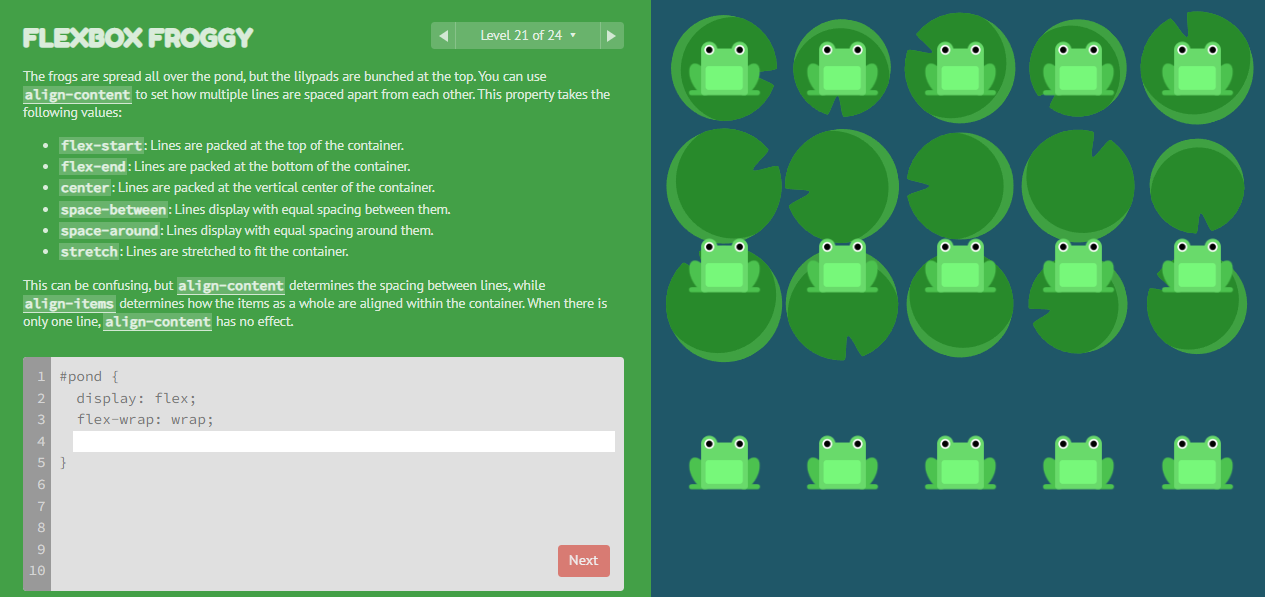 FLEXBOX FROGGY
Level 21 of 24
The frogs are spread all over the pond, but the lilypads are bunched at the top. You can use
align-content to set how multiple lines are spaced apart from each other. This property takes the
following values:
flex-start: Lines are packed at the top of the container.
flex-end: Lines are packed at the bottom of the container.
center: Lines are packed at the vertical center of the container.
space-between: Lines display with equal spacing between them.
space-around: Lines display with equal spacing around them.
stretch: Lines are stretched to fit the container.
This can be confusing, but align-content determines the spacing between lines, while
align-items determines how the items as a whole are aligned within the container. When there is
only one line, align-content has no effect.
1 #pond {
2 display: flex;
3 flex-wrap: wrap;
4
5 }
6
7
8
9
10
Next